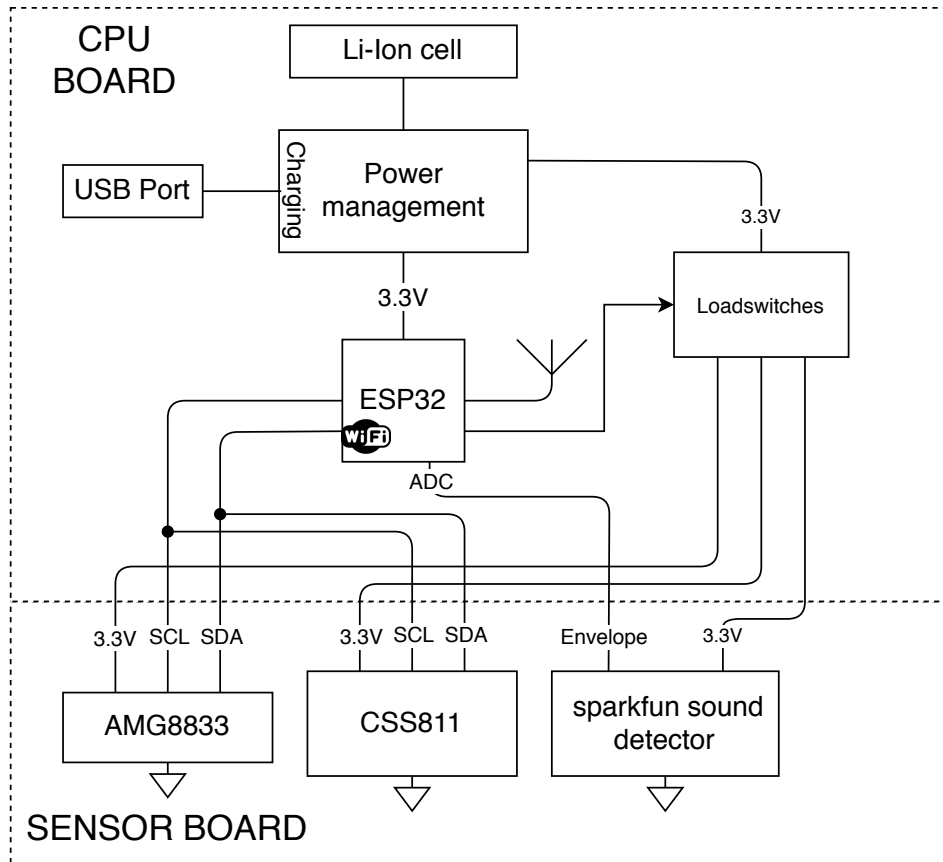 CPU
BOARD
Li-Ion cell
Charging
Power
management
USB Port
3.3V
3.3V
Loadswitches
ESP32
WiFi
ADC
3.3V
SCL
SDA
3.3V
SCL
SDA
Envelope
3.3V
AMG8833
CSS811
sparkfun sound
detector
SENSOR BOARD